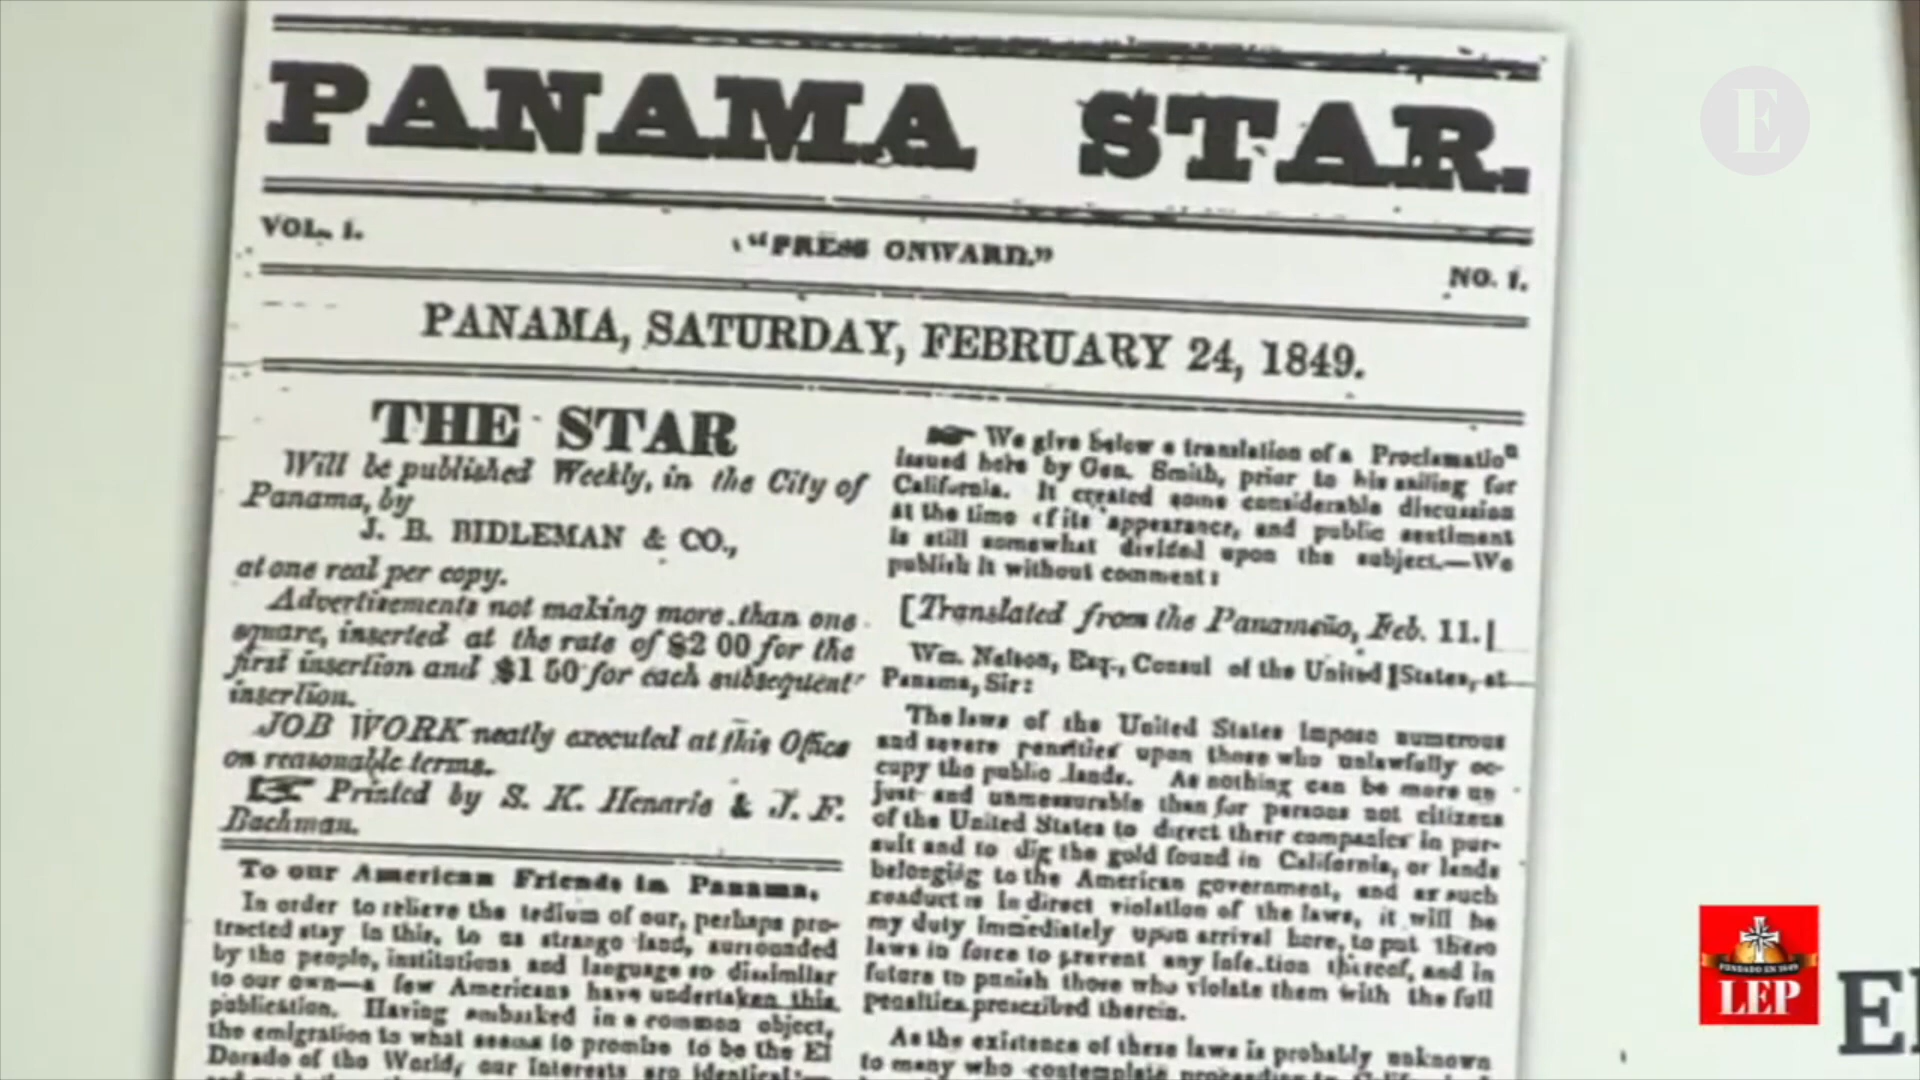 PANAMA STAR.
VOL. 1.
"PRESS ONWARD."
NO. 1.
PANAMA, SATURDAY, FEBRUARY 24, 1849.
THE STAR
Will be published Weekly, in the City of
Panama, by
J. B. BIDLEMAN & CO.,
at one real per copy.
Advertisements not making more than one
square, inserted at the rate of $2 00 for the
first insertion and $1 50 for each subsequent
insertion.
JOB WORK neatly executed at this Office
on reasonable terms.
☞ Printed by S. K. Henarie & J. F.
Bachman.
To our American Friends in Panama.
In order to relieve the tedium of our, perhaps pro-
tracted stay in this, to us strange land, surrounded
by the people, institutions and language so dissimilar
to our own—a few Americans have undertaken this
publication. Having embarked in a common object,
the emigration to what seems to promise to be the El
Dorado of the World, our interests are identical
☞ We give below a translation of a Proclamation
issued here by Gen. Smith, prior to his sailing for
California. It created some considerable discussion
at the time of its appearance, and public sentiment
is still somewhat divided upon the subject.—We
publish it without comment:
[Translated from the Panameño, Feb. 11.]
Wm. Nelson, Esq., Consul of the United States, at
Panama, Sir:
The laws of the United States impose numerous
and severe penalties upon those who unlawfully oc-
cupy the public lands. As nothing can be more un
just and unmeasurable than for persons not citizens
of the United States to direct their companies in pur-
suit and to dig the gold found in California, or lands
belonging to the American government, and as such
conduct is in direct violation of the laws, it will be
my duty immediately upon arrival here, to put these
laws in force to prevent any infe.tion thereof, and in
future to punish those who violate them with the full
penalties prescribed therein.
As the existence of these laws is probably unknown
to many who contemplate proceeding to
E
FUNDADO EN 1849
LEP
E